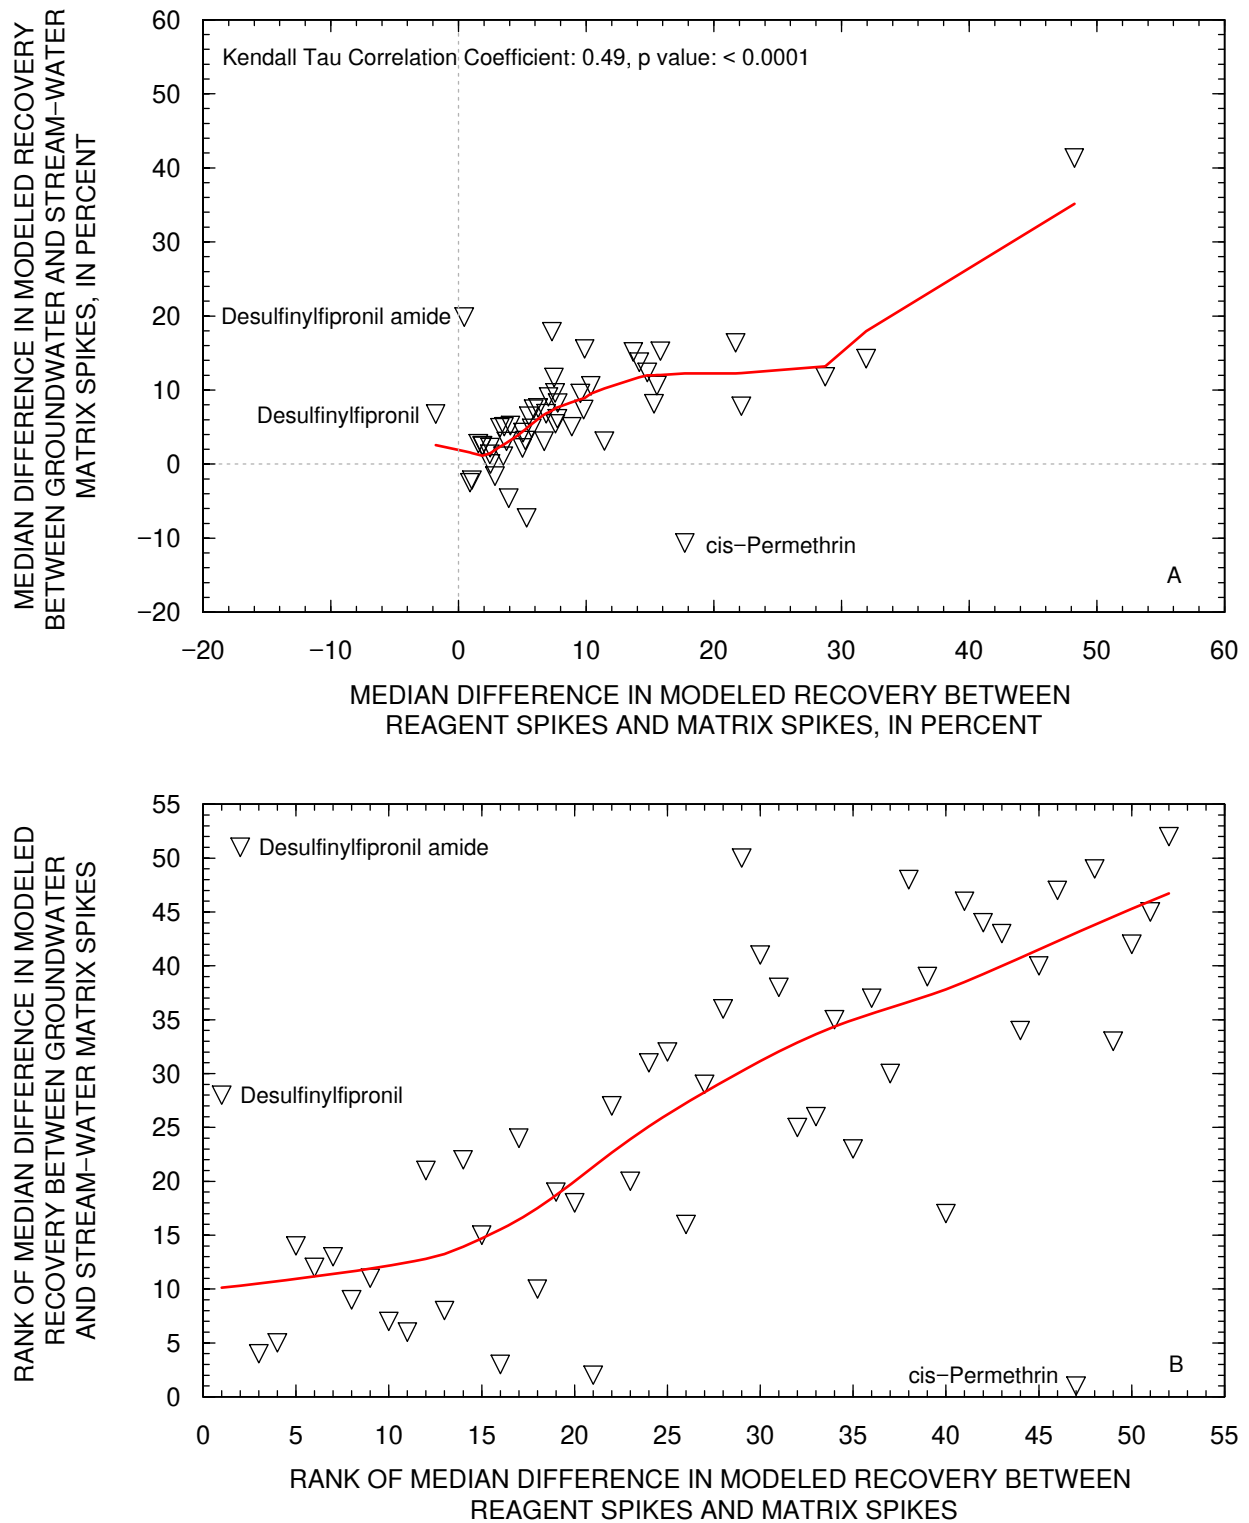 MEDIAN DIFFERENCE IN MODELED RECOVERY
BETWEEN GROUNDWATER AND STREAM−WATER
MATRIX SPIKES, IN PERCENT
60
50
40
30
20
10
0
−10
−20
Kendall Tau Correlation Coefficient: 0.49, p value: < 0.0001
Desulfinylfipronil amide
Desulfinylfipronil
cis−Permethrin
A
−20 −10 0 10 20 30 40 50 60
MEDIAN DIFFERENCE IN MODELED RECOVERY BETWEEN
REAGENT SPIKES AND MATRIX SPIKES, IN PERCENT
RANK OF MEDIAN DIFFERENCE IN MODELED
RECOVERY BETWEEN GROUNDWATER
AND STREAM−WATER MATRIX SPIKES
55
50
45
40
35
30
25
20
15
10
5
0
Desulfinylfipronil amide
Desulfinylfipronil
cis−Permethrin
B
0 5 10 15 20 25 30 35 40 45 50 55
RANK OF MEDIAN DIFFERENCE IN MODELED RECOVERY BETWEEN
REAGENT SPIKES AND MATRIX SPIKES